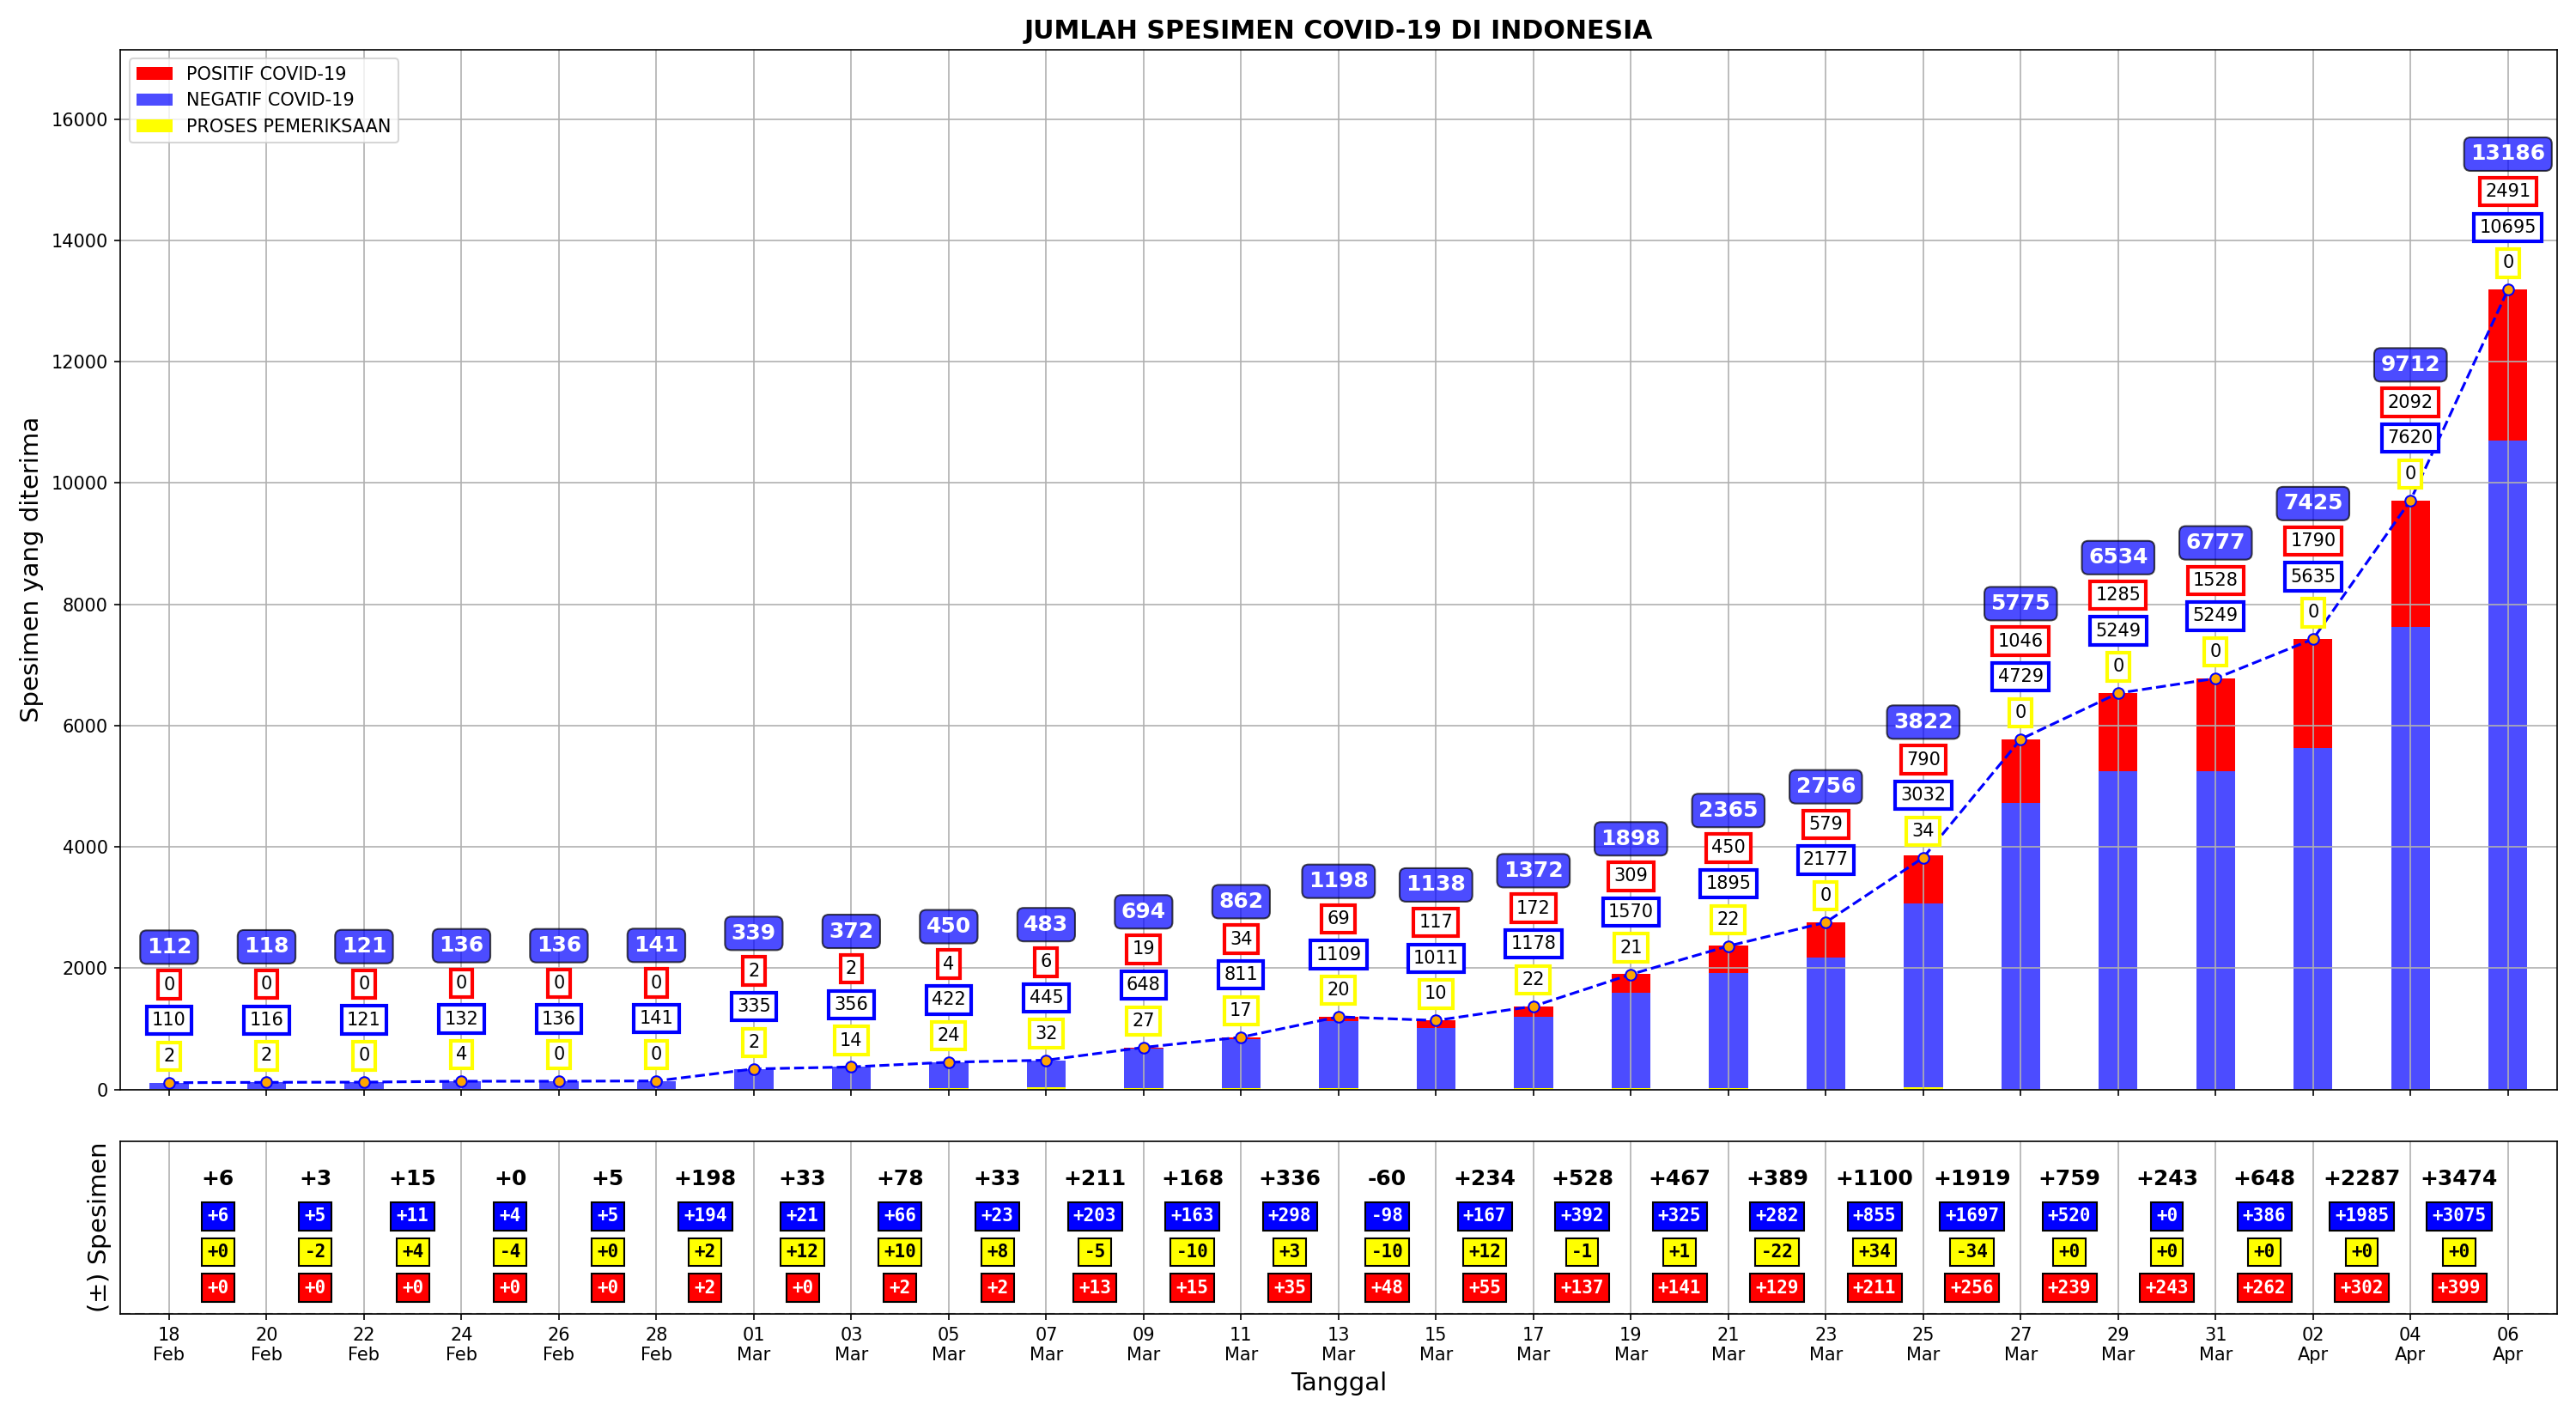 JUMLAH SPESIMEN COVID-19 DI INDONESIA
POSITIF COVID-19
NEGATIF COVID-19
PROSES PEMERIKSAAN
Spesimen yang diterima
16000
14000
12000
10000
8000
6000
4000
2000
0
112 0 110 2
118 0 116 2
121 0 121 0
136 0 132 4
136 0 136 0
141 0 141 0
339 2 335 2
372 2 356 14
450 4 422 24
483 6 445 32
694 19 648 27
862 34 811 17
1198 69 1109 20
1138 117 1011 10
1372 172 1178 22
1898 309 1570 21
2365 450 1895 22
2756 579 2177 0
3822 790 3032 34
5775 1046 4729 0
6534 1285 5249 0
6777 1528 5249 0
7425 1790 5635 0
9712 2092 7620 0
13186 2491 10695 0
(±) Spesimen
+6 +3 +15 +0 +5 +198 +33 +78 +33 +211 +168 +336 -60 +234 +528 +467 +389 +1100 +1919 +759 +243 +648 +2287 +3474
+6 +5 +11 +4 +5 +194 +21 +66 +23 +203 +163 +298 -98 +167 +392 +325 +282 +855 +1697 +520 +0 +386 +1985 +3075
+0 -2 +4 -4 +0 +2 +12 +10 +8 -5 -10 +3 -10 +12 -1 +1 -22 +34 -34 +0 +0 +0 +0 +0
+0 +0 +0 +0 +0 +2 +0 +2 +2 +13 +15 +35 +48 +55 +137 +141 +129 +211 +256 +239 +243 +262 +302 +399
18 20 22 24 26 28 01 03 05 07 09 11 13 15 17 19 21 23 25 27 29 31 02 04 06
Feb Feb Feb Feb Feb Feb Mar Mar Mar Mar Mar Mar Mar Mar Mar Mar Mar Mar Mar Mar Mar Mar Apr Apr Apr
Tanggal